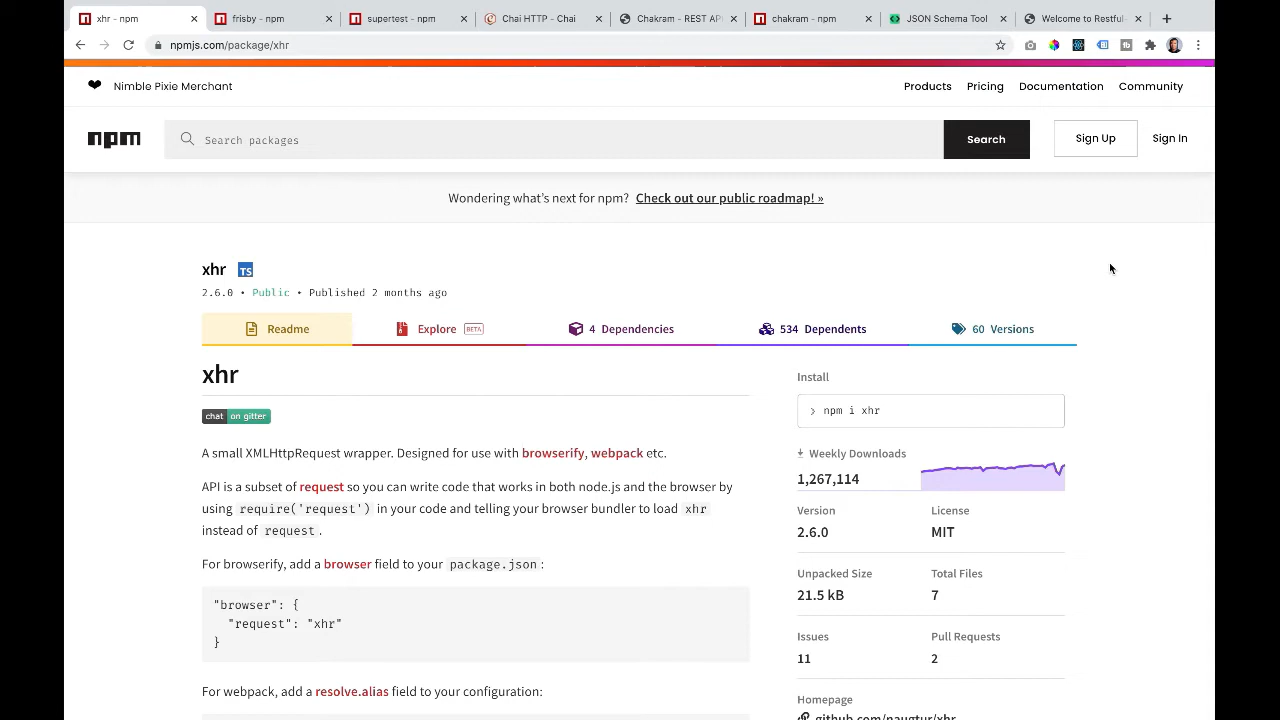 xhr - npm
frisby - npm
supertest - npm
Chai HTTP - Chai
Chakram - REST AP
chakram - npm
JSON Schema Tool
Welcome to Restful-
npmjs.com/package/xhr
Nimble Pixie Merchant
Products
Pricing
Documentation
Community
npm
Search packages
Search
Sign Up
Sign In
Wondering what's next for npm? Check out our public roadmap! »
xhr TS
2.6.0 • Public • Published 2 months ago
Readme
Explore BETA
4 Dependencies
534 Dependents
60 Versions
xhr
chat on gitter
A small XMLHttpRequest wrapper. Designed for use with browserify, webpack etc.
API is a subset of request so you can write code that works in both node.js and the browser by
using require('request') in your code and telling your browser bundler to load xhr
instead of request.
For browserify, add a browser field to your package.json:
"browser": {
"request": "xhr"
}
For webpack, add a resolve.alias field to your configuration:
Install
> npm i xhr
Weekly Downloads
1,267,114
Version
2.6.0
License
MIT
Unpacked Size
21.5 kB
Total Files
7
Issues
11
Pull Requests
2
Homepage
github.com/naugtur/xhr